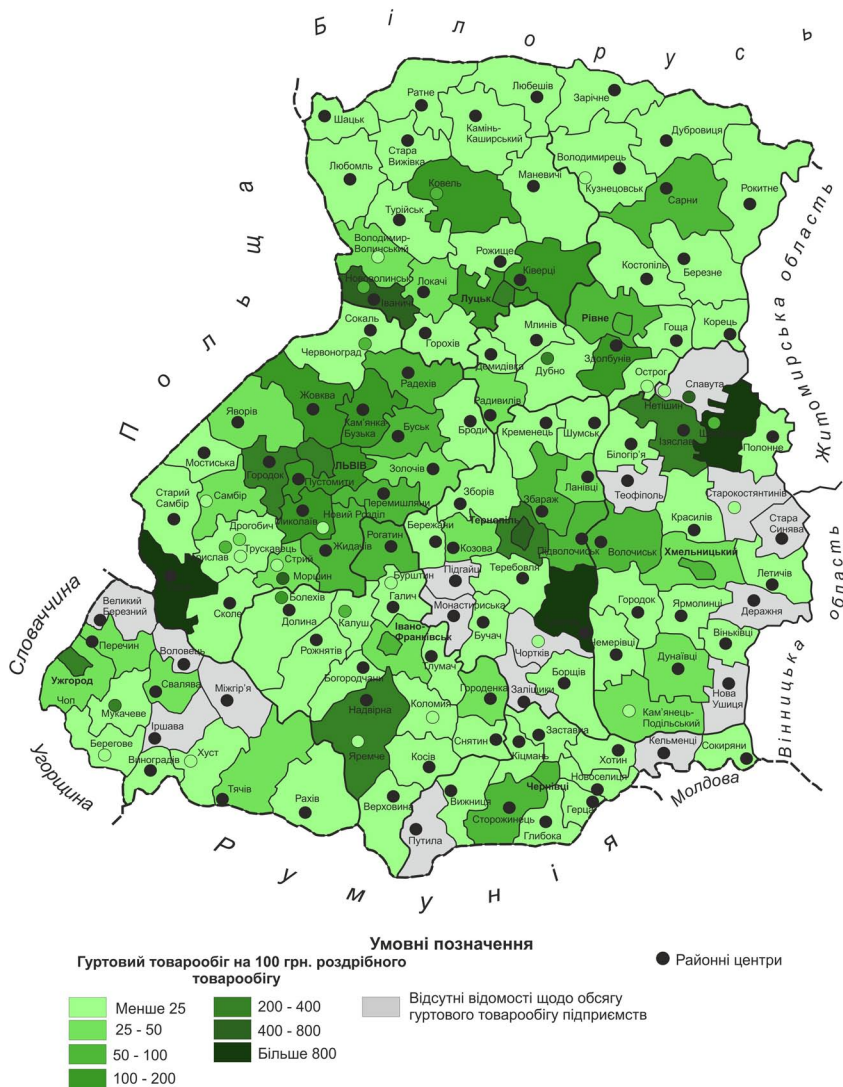 Білорусь
Польща
Житомирська область
Вінницька область
Словаччина
Угорщина
Румунія
Молдова
Шацьк
Ратне
Любешів
Зарічне
Камінь-
Каширський
Дубровиця
Стара
Вижівка
Володимирець
Любомль
Кузнецовськ
Ковель
Маневичі
Сарни
Рокитне
Турійськ
Володимир-
Волинський
Рожище
Нововолинськ
Локачі
Ківерці
Костопіль
Березне
Іваничі
Луцьк
Сокаль
Рівне
Горохів
Млинів
Гоща
Корець
Червоноград
Демидівка
Здолбунів
Дубно
Острог
Славута
Радехів
Жовква
Радивилів
Нетішин
Кам'янка-
Бузька
Яворів
Буськ
Броди
Кременець
Шумськ
Ізяслав
Полонне
Білогір'я
Мостиська
ЛЬВІВ
Городок
Пустомити
Золочів
Ланівці
Теофіполь
Старокостянтинів
Старий
Самбір
Самбір
Перемишляни
Зборів
Збараж
Миколаїв
Новий Розділ
Красилів
Стара
Синява
Дрогобич
Бережани
Тернопіль
Трускавець
Рогатин
Козова
Підволочиськ
Волочиськ
Хмельницький
Стрий
Жидачів
Моршин
Бурштин
Підгайці
Теребовля
Летичів
Великий
Березний
Болехів
Галич
Сколе
Долина
Калуш
Монастириська
Городок
Ярмолинці
Деражня
Перечин
Воловець
Рожнятів
Івано-
Франківськ
Бучач
Чортків
Чемерівці
Віньківці
Тлумач
Ужгород
Свалява
Міжгір'я
Богородчани
Дунаївці
Чоп
Мукачеве
Надвірна
Коломия
Городенка
Заліщики
Борщів
Нова
Ушиця
Кам'янець-
Подільський
Іршава
Берегове
Яремче
Снятин
Заставна
Виноградів
Хуст
Косів
Кіцмань
Хотин
Кельменці
Сокиряни
Тячів
Рахів
Верховина
Вижниця
Чернівці
Новоселиця
Герца
Сторожинець
Глибока
Путила
Умовні позначення
Гуртовий товарообіг на 100 грн. роздрібного
товарообігу
Менше 25
25 - 50
50 - 100
100 - 200
200 - 400
400 - 800
Більше 800
Відсутні відомості щодо обсягу
гуртового товарообігу підприємств
Районні центри